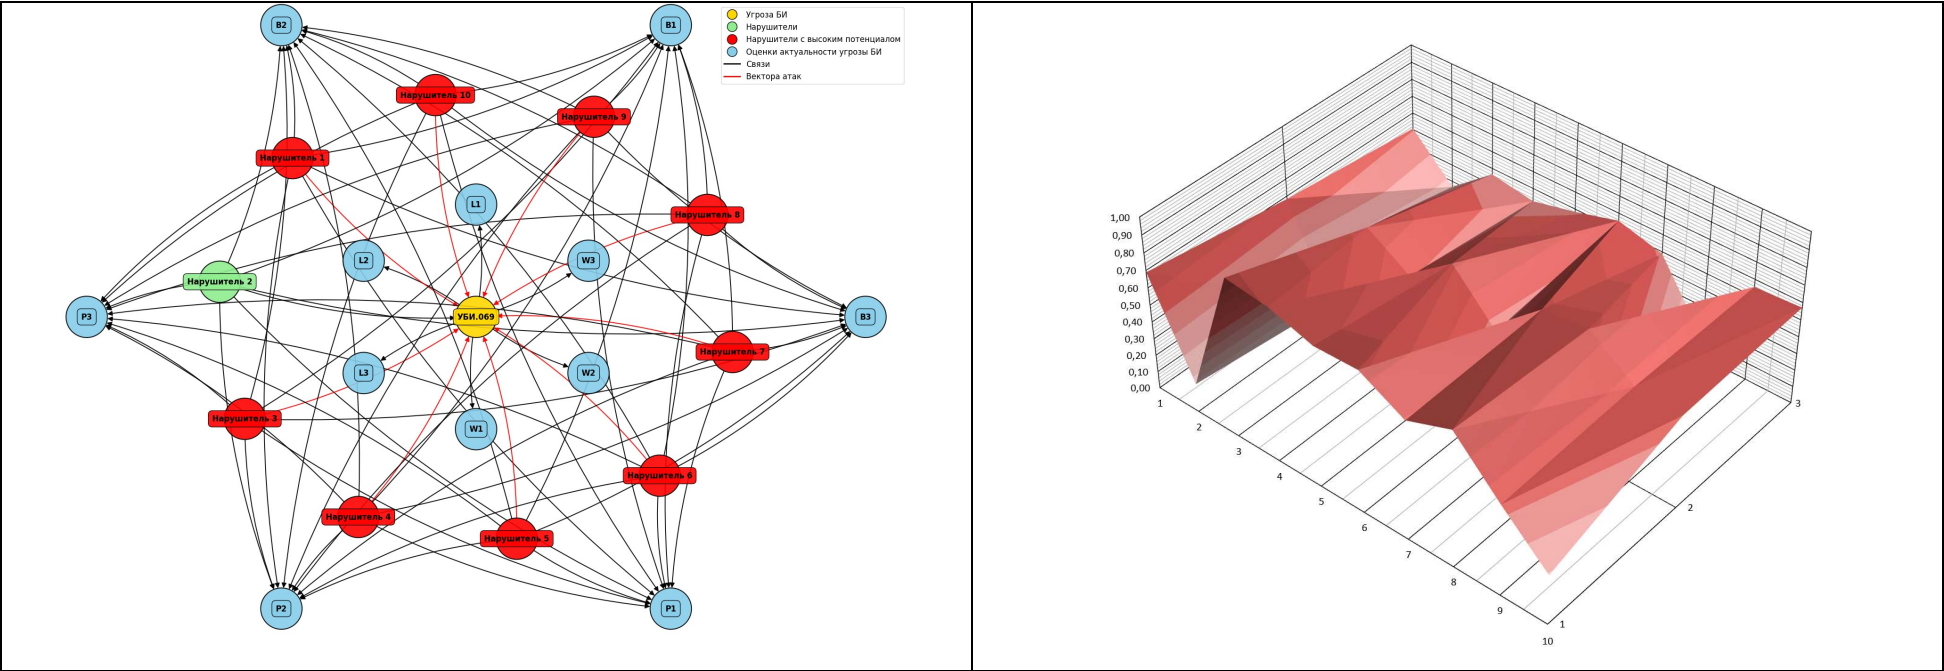 B2
B1
Угроза БИ
Нарушители
Нарушители с высоким потенциалом
Оценки актуальности угрозы БИ
Связи
Вектора атак
Нарушитель 10
Нарушитель 9
Нарушитель 1
L1
Нарушитель 8
L2
W3
Нарушитель 2
P3
УБИ.069
B3
Нарушитель 7
L3
W2
Нарушитель 3
W1
Нарушитель 6
Нарушитель 4
Нарушитель 5
P2
P1
1,00
0,90
0,80
0,70
0,60
0,50
0,40
0,30
0,20
0,10
0,00
1
2
3
4
5
6
7
8
9
10
1
2
3